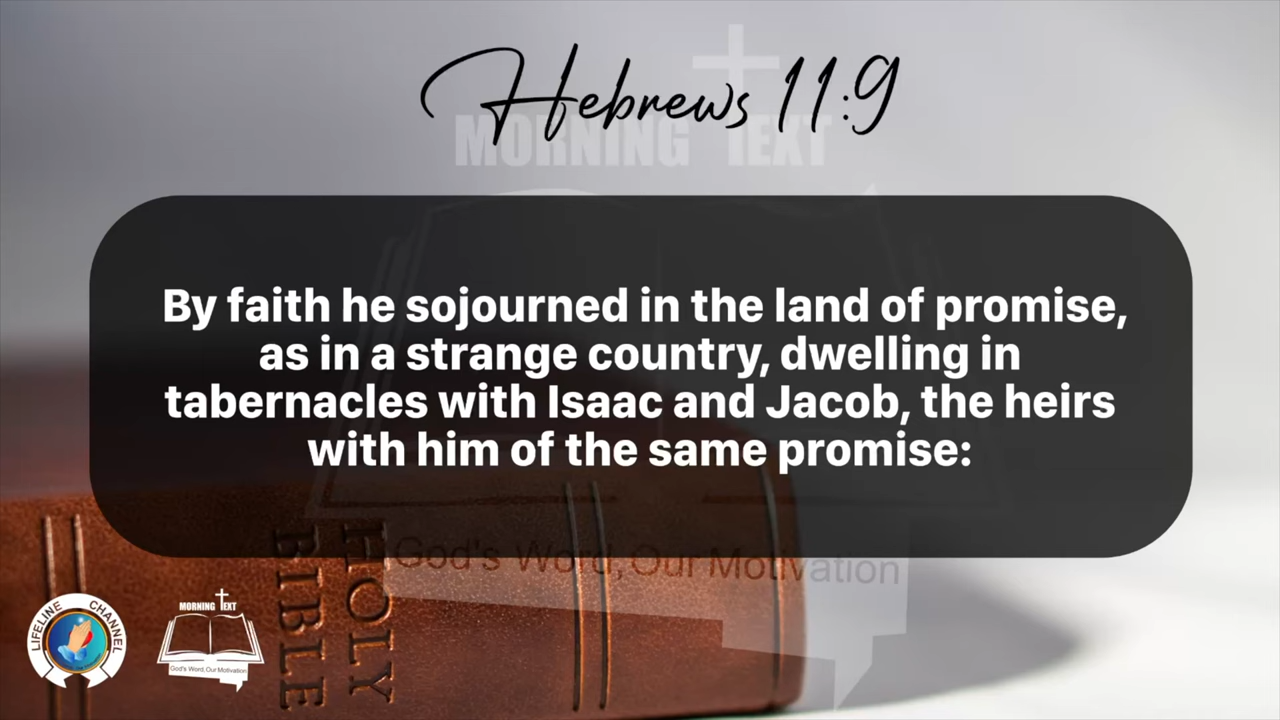 Hebrews 11:9
MORNING TEXT
By faith he sojourned in the land of promise,
as in a strange country, dwelling in
tabernacles with Isaac and Jacob, the heirs
with him of the same promise:
God's Word, Our Motivation
HOLY
BIBLE
LIFELINE CHANNEL
MORNING TEXT
God's Word, Our Motivation